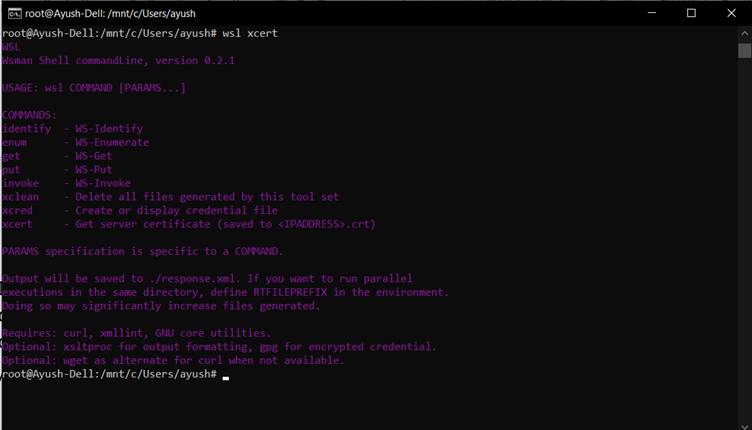 root@Ayush-Dell: /mnt/c/Users/ayush
root@Ayush-Dell:/mnt/c/Users/ayush# wsl xcert
WSL
Wsman Shell commandLine, version 0.2.1
USAGE: wsl COMMAND [PARAMS...]
COMMANDS:
identify - WS-Identify
enum - WS-Enumerate
get - WS-Get
put - WS-Put
invoke - WS-Invoke
xclean - Delete all files generated by this tool set
xcred - Create or display credential file
xcert - Get server certificate (saved to <IPADDRESS>.crt)
PARAMS specification is specific to a COMMAND.
Output will be saved to ./response.xml. If you want to run parallel
executions in the same directory, define RTFILEPREFIX in the environment.
Doing so may significantly increase files generated.
Requires: curl, xmllint, GNU core utilities.
Optional: xsltproc for output formatting, gpg for encrypted credential.
Optional: wget as alternate for curl when not available.
root@Ayush-Dell:/mnt/c/Users/ayush#